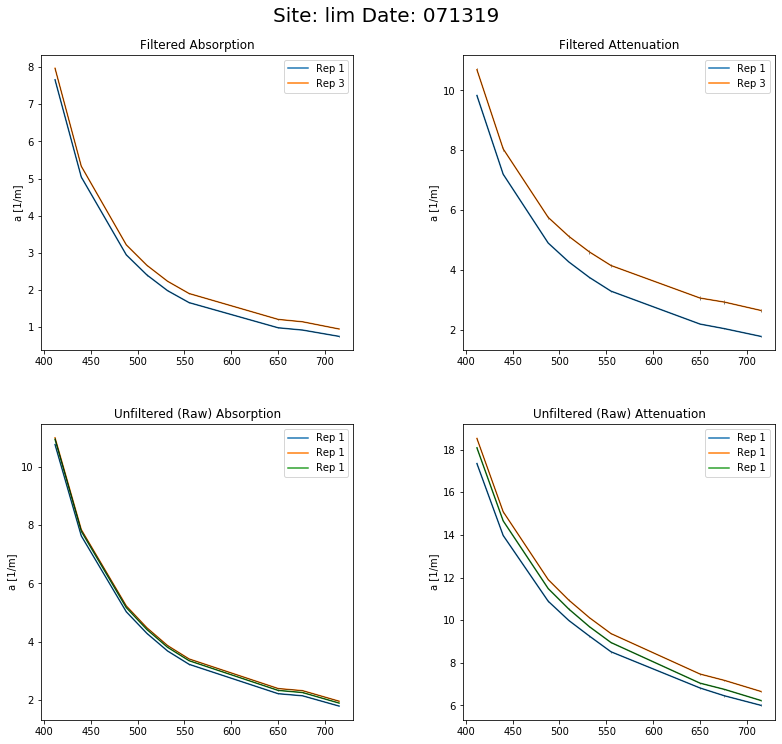 Site: lim Date: 071319
Filtered Absorption
8
7
6
5
4
3
2
1
a [1/m]
400 450 500 550 600 650 700
Rep 1
Rep 3
Filtered Attenuation
10
8
6
4
2
a [1/m]
400 450 500 550 600 650 700
Rep 1
Rep 3
Unfiltered (Raw) Absorption
10
8
6
4
2
a [1/m]
400 450 500 550 600 650 700
Rep 1
Rep 1
Rep 1
Unfiltered (Raw) Attenuation
18
16
14
12
10
8
6
a [1/m]
400 450 500 550 600 650 700
Rep 1
Rep 1
Rep 1